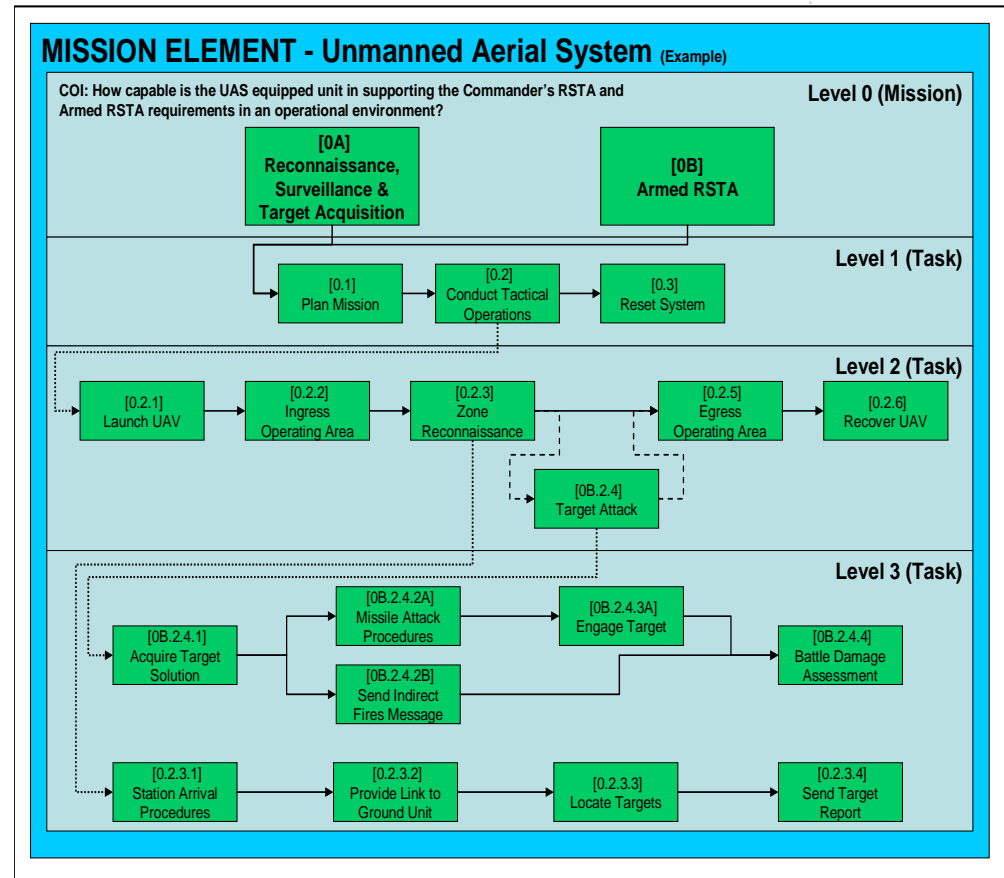 MISSION ELEMENT - Unmanned Aerial System (Example)
COI: How capable is the UAS equipped unit in supporting the Commander's RSTA and
Armed RSTA requirements in an operational environment?
Level 0 (Mission)
[0A]
Reconnaissance,
Surveillance &
Target Acquisition
[0B]
Armed RSTA
Level 1 (Task)
[0.1]
Plan Mission
[0.2]
Conduct Tactical
Operations
[0.3]
Reset System
Level 2 (Task)
[0.2.1]
Launch UAV
[0.2.2]
Ingress
Operating Area
[0.2.3]
Zone
Reconnaissance
[0.2.5]
Egress
Operating Area
[0.2.6]
Recover UAV
[0B.2.4]
Target Attack
Level 3 (Task)
[0B.2.4.1]
Acquire Target
Solution
[0B.2.4.2A]
Missile Attack
Procedures
[0B.2.4.3A]
Engage Target
[0B.2.4.2B]
Send Indirect
Fires Message
[0B.2.4.4]
Battle Damage
Assessment
[0.2.3.1]
Station Arrival
Procedures
[0.2.3.2]
Provide Link to
Ground Unit
[0.2.3.3]
Locate Targets
[0.2.3.4]
Send Target
Report